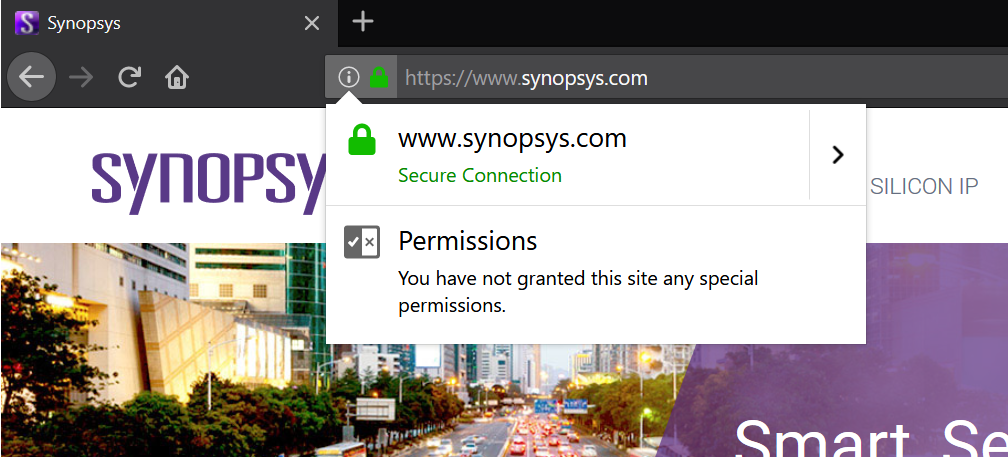 Synopsys
https://www.synopsys.com
www.synopsys.com
Secure Connection
SYNOPSY
SILICON IP
Permissions
You have not granted this site any special
permissions.
Smart, Se